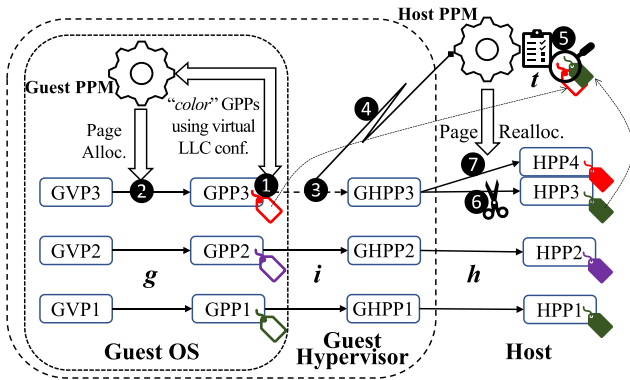 Host PPM
Guest PPM
"color" GPPs
using virtual
LLC conf.
Page
Alloc.
4
5
t
Page Realloc.
GVP3
2
GPP3
1
3
GHPP3
7
6
HPP4
HPP3
GVP2
GPP2
GHPP2
HPP2
g
i
h
GVP1
GPP1
GHPP1
HPP1
Guest OS
Guest
Hypervisor
Host